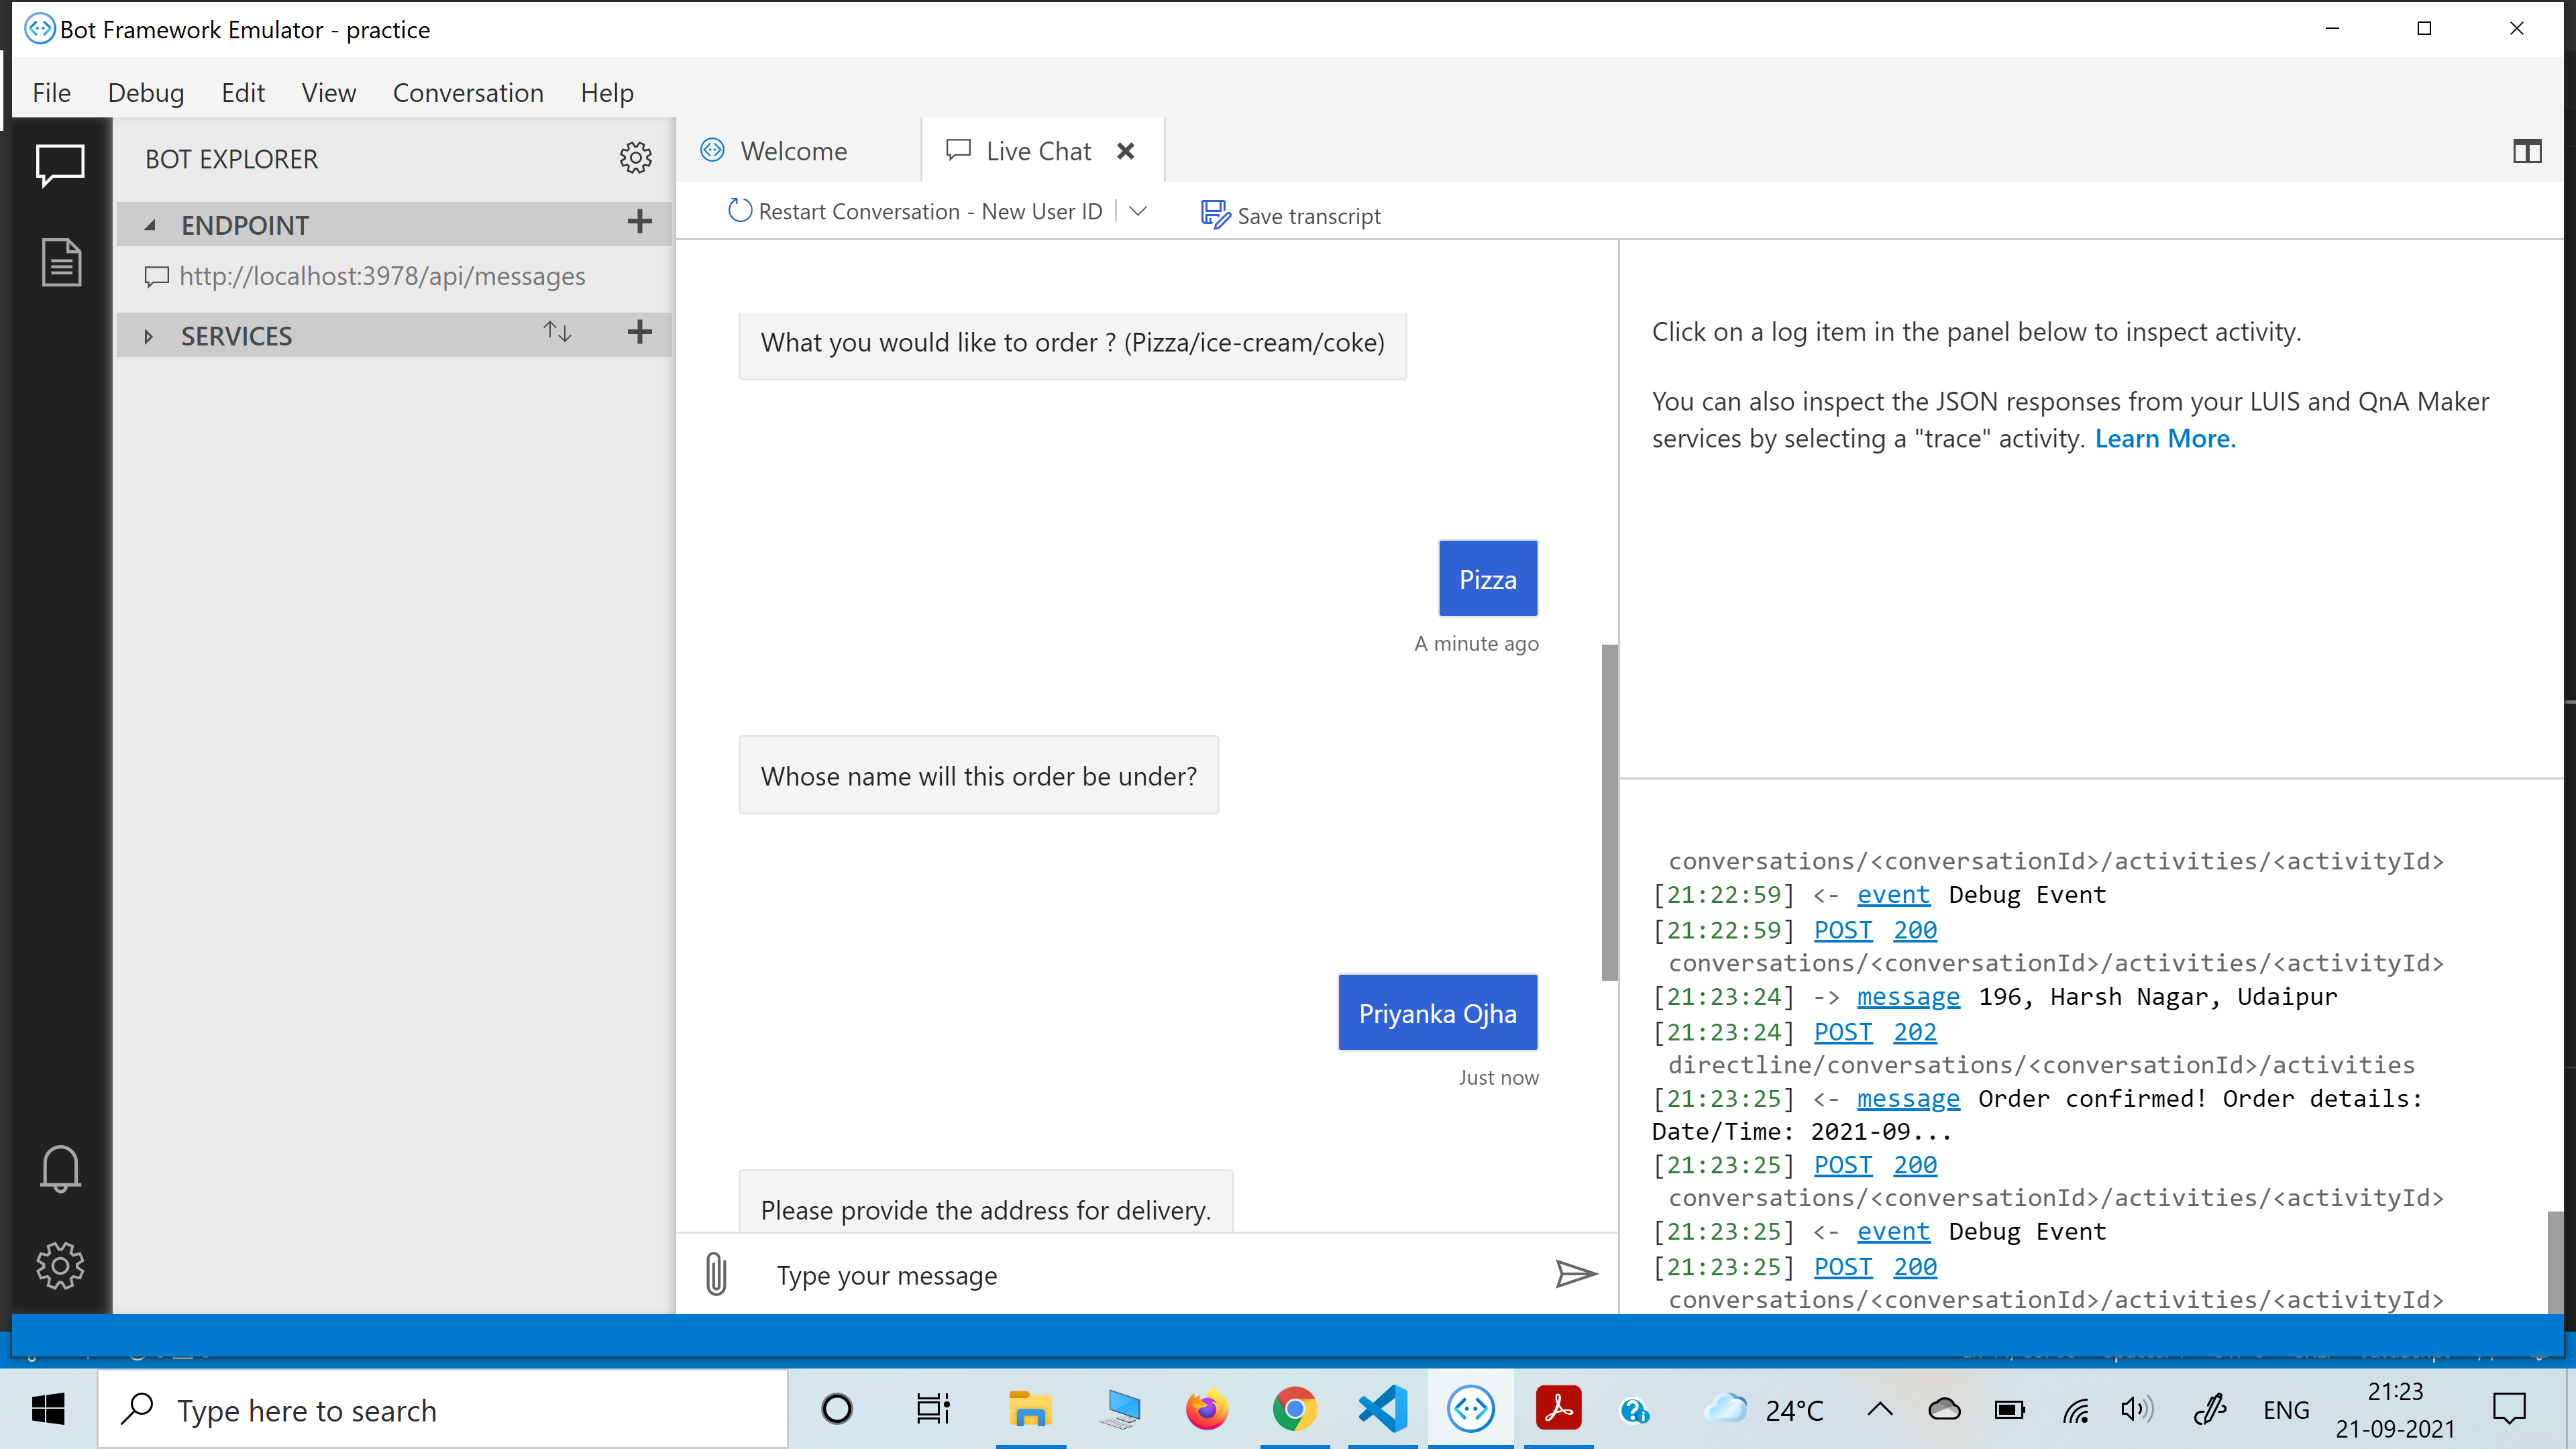 Bot Framework Emulator - practice
File Debug Edit View Conversation Help
BOT EXPLORER
ENDPOINT
http://localhost:3978/api/messages
SERVICES
Welcome
Live Chat
Restart Conversation - New User ID
Save transcript
What you would like to order ? (Pizza/ice-cream/coke)
Pizza
A minute ago
Whose name will this order be under?
Priyanka Ojha
Just now
Please provide the address for delivery.
Type your message
Click on a log item in the panel below to inspect activity.
You can also inspect the JSON responses from your LUIS and QnA Maker
services by selecting a "trace" activity. Learn More.
conversations/<conversationId>/activities/<activityId>
[21:22:59] <- event Debug Event
[21:22:59] POST 200
conversations/<conversationId>/activities/<activityId>
[21:23:24] -> message 196, Harsh Nagar, Udaipur
[21:23:24] POST 202
directline/conversations/<conversationId>/activities
[21:23:25] <- message Order confirmed! Order details:
Date/Time: 2021-09...
[21:23:25] POST 200
conversations/<conversationId>/activities/<activityId>
[21:23:25] <- event Debug Event
[21:23:25] POST 200
conversations/<conversationId>/activities/<activityId>
Type here to search
24°C
ENG
21:23
21-09-2021